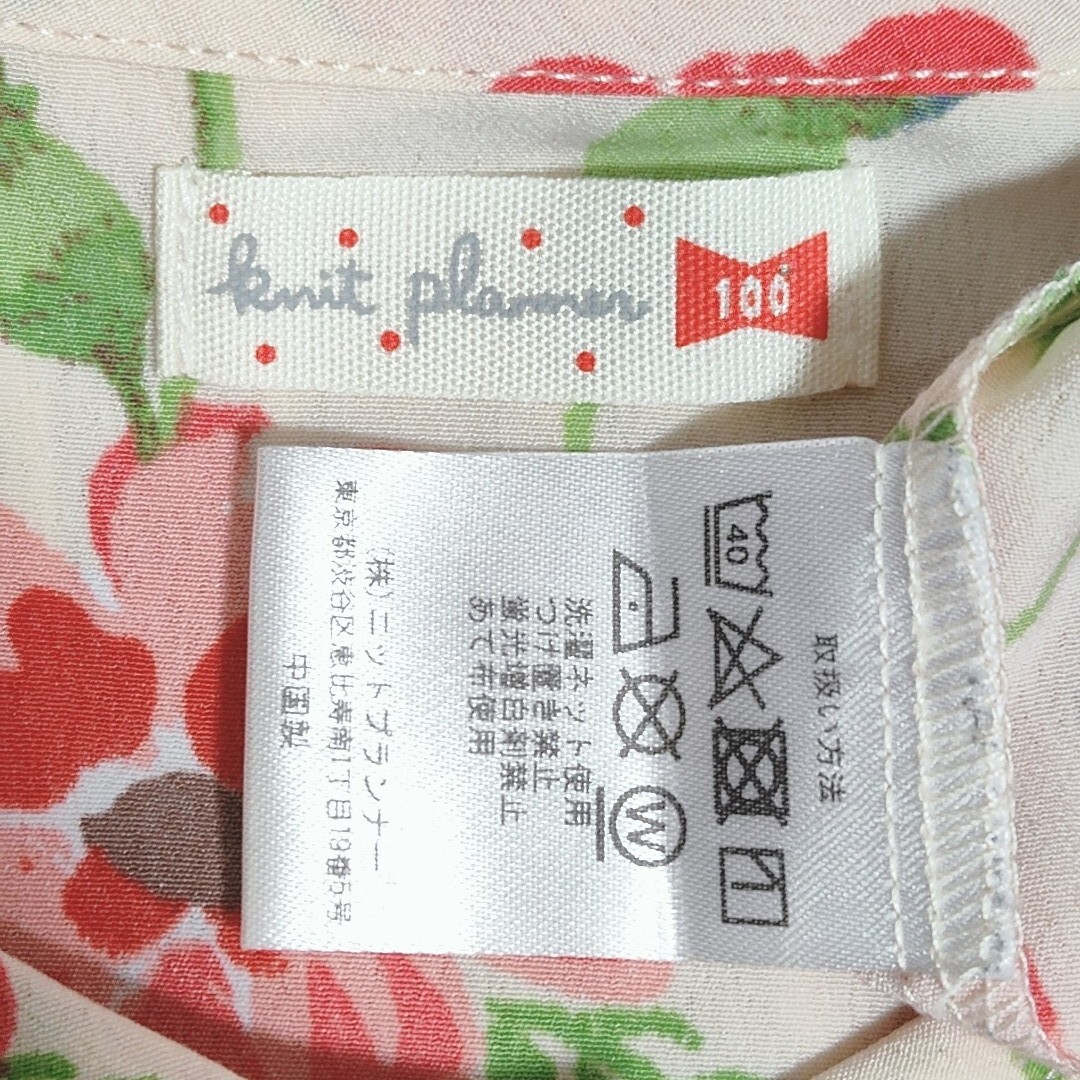 knit planner
100
取扱い方法
40
W
洗濯ネット使用
つけ置き禁止
蛍光増白剤禁止
あて布使用
(株)ニットプランナー
東京都渋谷区恵比寿南1丁目19番5号
中国製